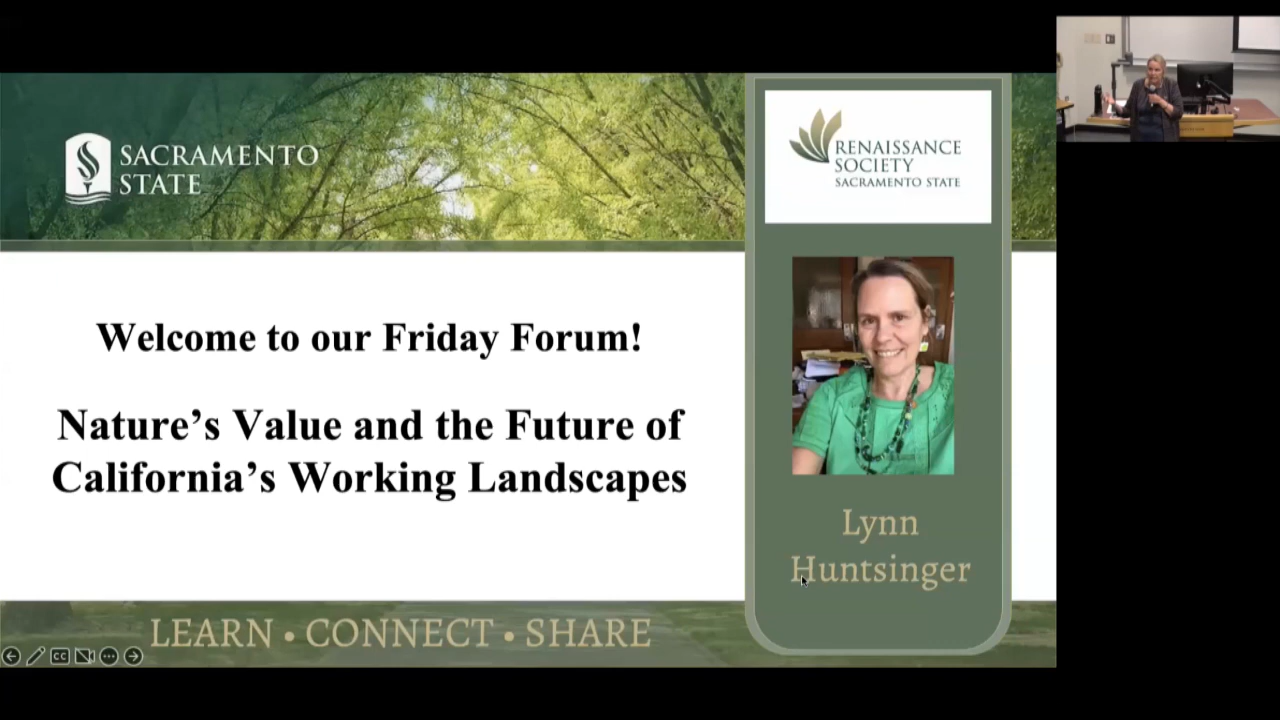 SACRAMENTO
STATE
RENAISSANCE
SOCIETY
SACRAMENTO STATE
Welcome to our Friday Forum!
Nature’s Value and the Future of
California’s Working Landscapes
Lynn
Huntsinger
LEARN • CONNECT • SHARE
CC